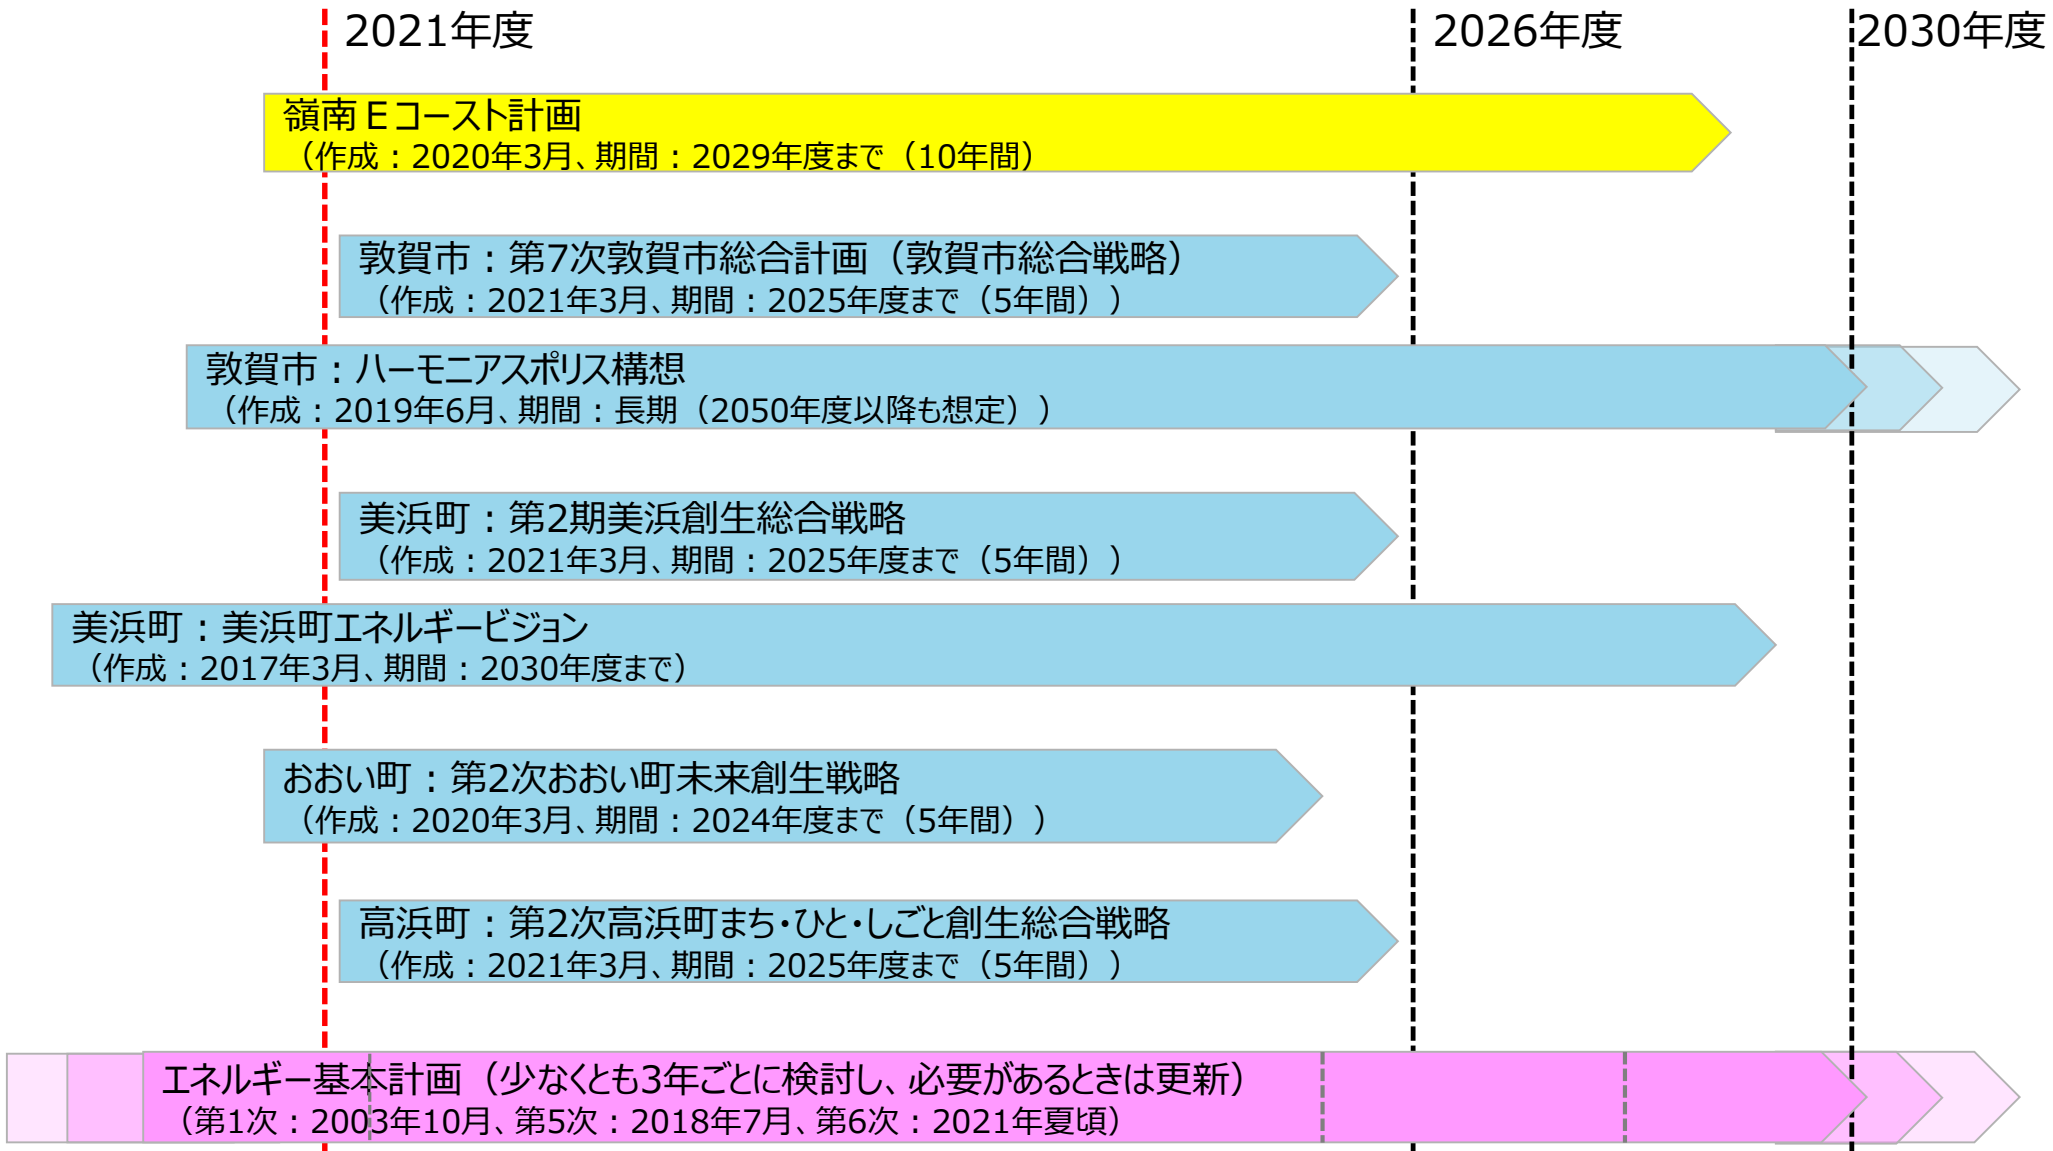 2021年度
2026年度
2030年度
嶺南Eコースト計画
（作成：2020年3月、期間：2029年度まで（10年間）
敦賀市：第7次敦賀市総合計画（敦賀市総合戦略）
（作成：2021年3月、期間：2025年度まで（5年間））
敦賀市：ハーモニアスポリス構想
（作成：2019年6月、期間：長期（2050年度以降も想定））
美浜町：第2期美浜創生総合戦略
（作成：2021年3月、期間：2025年度まで（5年間））
美浜町：美浜町エネルギービジョン
（作成：2017年3月、期間：2030年度まで）
おおい町：第2次おおい町未来創生戦略
（作成：2020年3月、期間：2024年度まで（5年間））
高浜町：第2次高浜町まち・ひと・しごと創生総合戦略
（作成：2021年3月、期間：2025年度まで（5年間））
エネルギー基本計画（少なくとも3年ごとに検討し、必要があるときは更新）
（第1次：2003年10月、第5次：2018年7月、第6次：2021年夏頃）